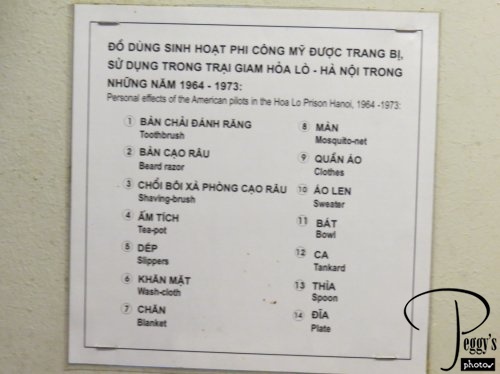 ĐỒ DÙNG SINH HOẠT PHI CÔNG MỸ ĐƯỢC TRANG BỊ,
SỬ DỤNG TRONG TRẠI GIAM HỎA LÒ - HÀ NỘI TRONG
NHỮNG NĂM 1964 - 1973:
Personal effects of the American pilots in the Hoa Lo Prison Hanoi, 1964 -1973:
1 BÀN CHẢI ĐÁNH RĂNG
Toothbrush
2 BÀN CẠO RÂU
Beard razor
3 CHỔI BÔI XÀ PHÒNG CẠO RÂU
Shaving-brush
4 ẤM TÍCH
Tea-pot
5 DÉP
Slippers
6 KHĂN MẶT
Wash-cloth
7 CHĂN
Blanket
8 MÀN
Mosquito-net
9 QUẦN ÁO
Clothes
10 ÁO LEN
Sweater
11 BÁT
Bowl
12 CA
Tankard
13 THÌA
Spoon
14 ĐĨA
Plate
Peggy's
photos